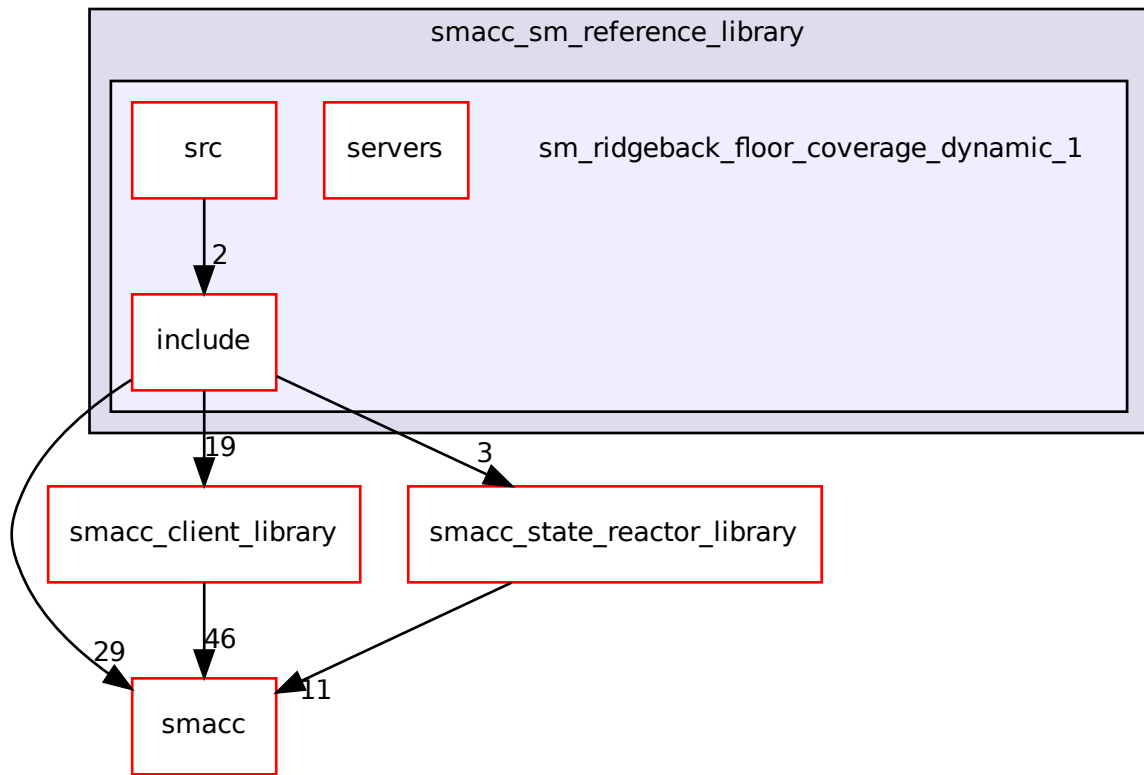 smacc_sm_reference_library
src
servers
sm_ridgeback_floor_coverage_dynamic_1
2
include
19
3
smacc_client_library
smacc_state_reactor_library
29
46
11
smacc